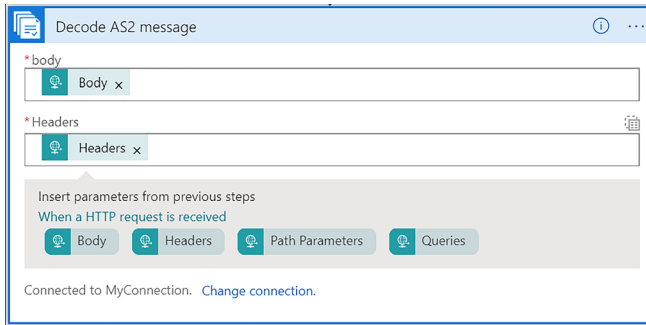 Decode AS2 message
* body
Body ×
* Headers
Headers ×
Insert parameters from previous steps
When a HTTP request is received
Body Headers Path Parameters Queries
Connected to MyConnection. Change connection.